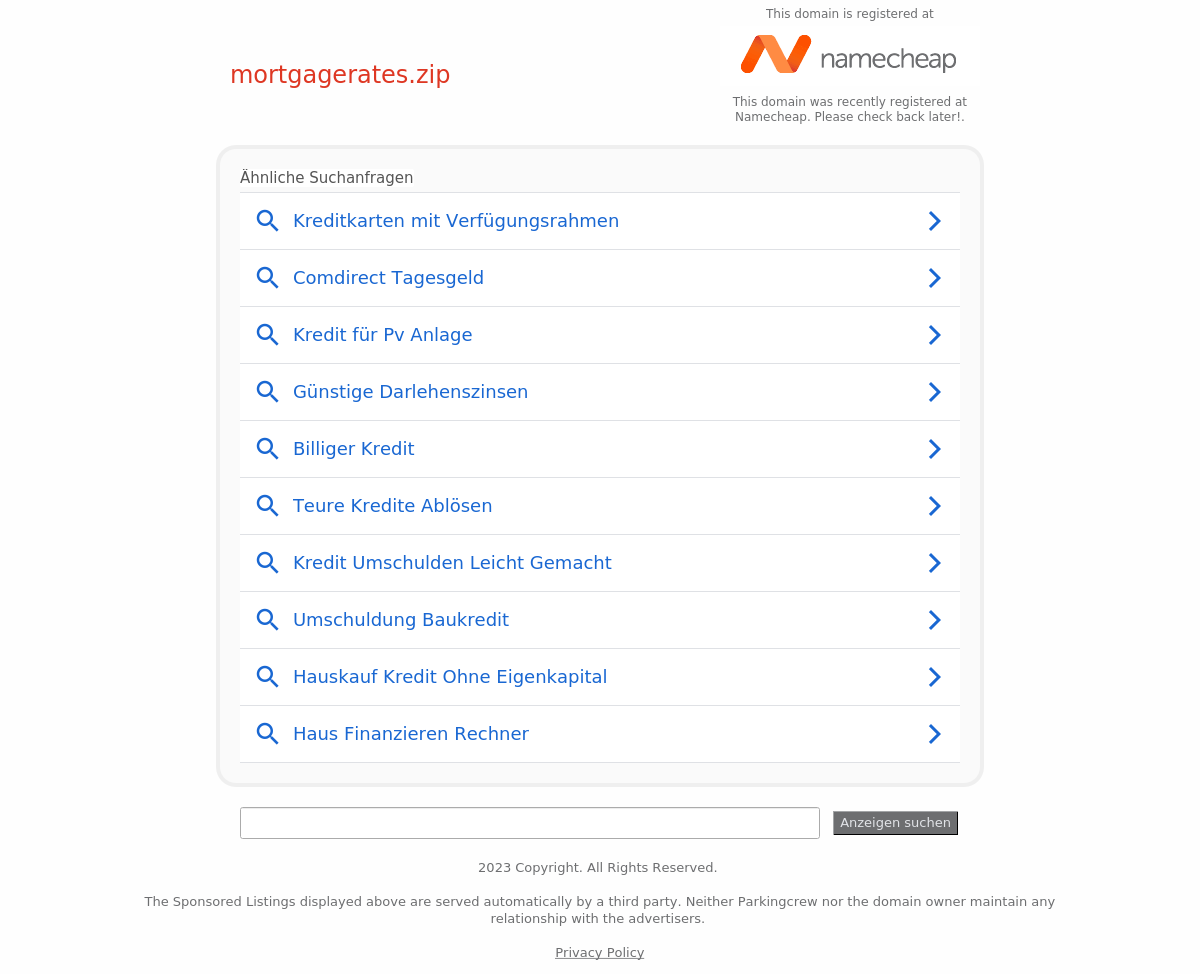 This domain is registered at
namecheap
mortgagerates.zip
This domain was recently registered at
Namecheap. Please check back later!.
Ähnliche Suchanfragen
Kreditkarten mit Verfügungsrahmen
Comdirect Tagesgeld
Kredit für Pv Anlage
Günstige Darlehenszinsen
Billiger Kredit
Teure Kredite Ablösen
Kredit Umschulden Leicht Gemacht
Umschuldung Baukredit
Hauskauf Kredit Ohne Eigenkapital
Haus Finanzieren Rechner
Anzeigen suchen
2023 Copyright. All Rights Reserved.
The Sponsored Listings displayed above are served automatically by a third party. Neither Parkingcrew nor the domain owner maintain any
relationship with the advertisers.
Privacy Policy